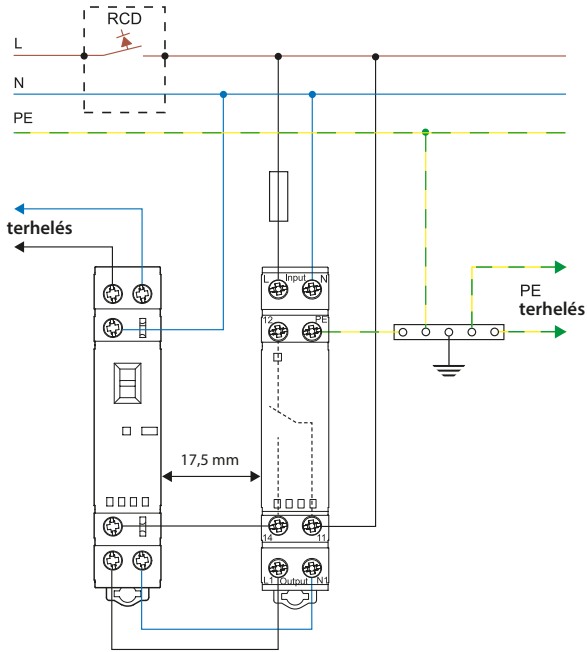 RCD
L
N
PE
terhelés
L Input N
12 PE
PE
terhelés
17,5 mm
14 11
L1 Output N1